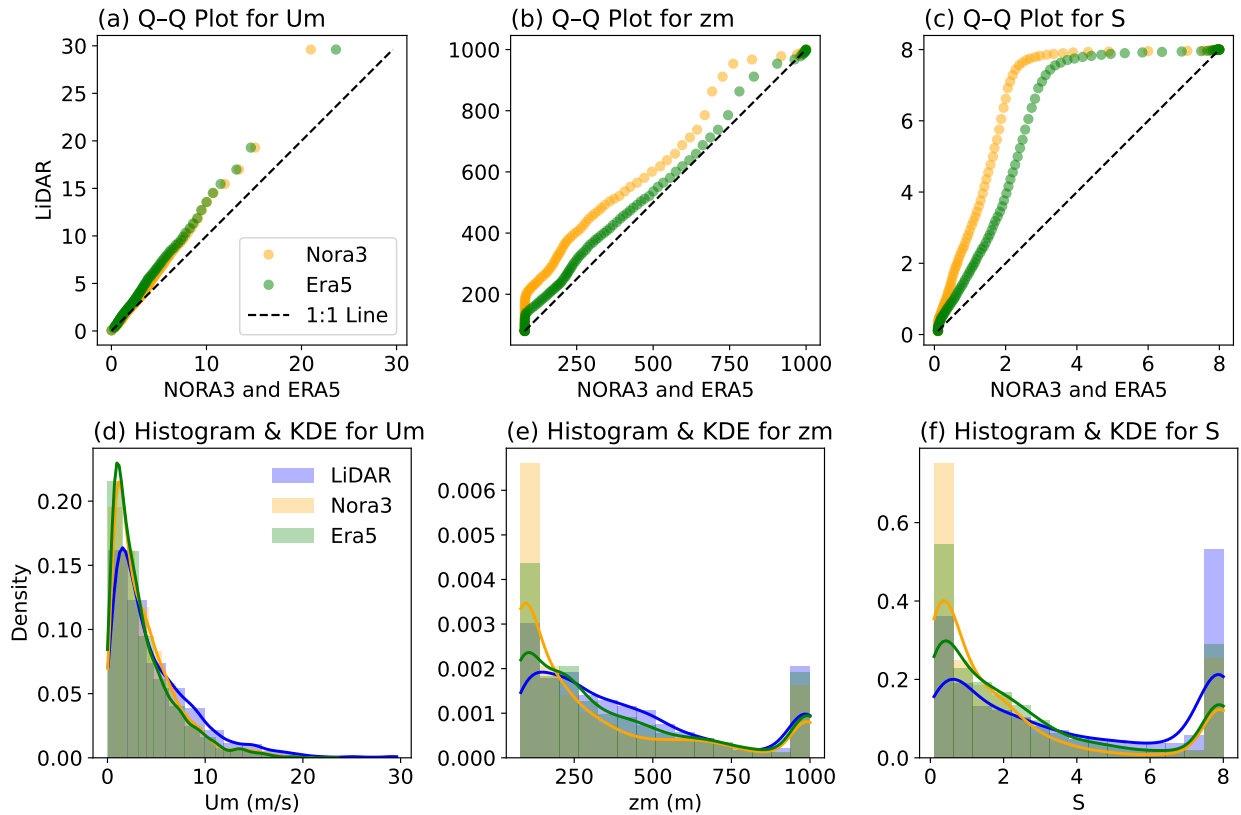 (a) Q–Q Plot for Um
(b) Q–Q Plot for zm
(c) Q–Q Plot for S
30
25
20
15
10
5
0
LiDAR
0
10
20
30
NORA3 and ERA5
Nora3
Era5
1:1 Line
1000
800
600
400
200
250
500
750
1000
NORA3 and ERA5
8
6
4
2
0
0
2
4
6
8
NORA3 and ERA5
(d) Histogram & KDE for Um
(e) Histogram & KDE for zm
(f) Histogram & KDE for S
0.20
0.15
0.10
0.05
0.00
Density
0
10
20
30
Um (m/s)
LiDAR
Nora3
Era5
0.006
0.005
0.004
0.003
0.002
0.001
0.000
250
500
750
1000
zm (m)
0.6
0.4
0.2
0.0
0
2
4
6
8
S